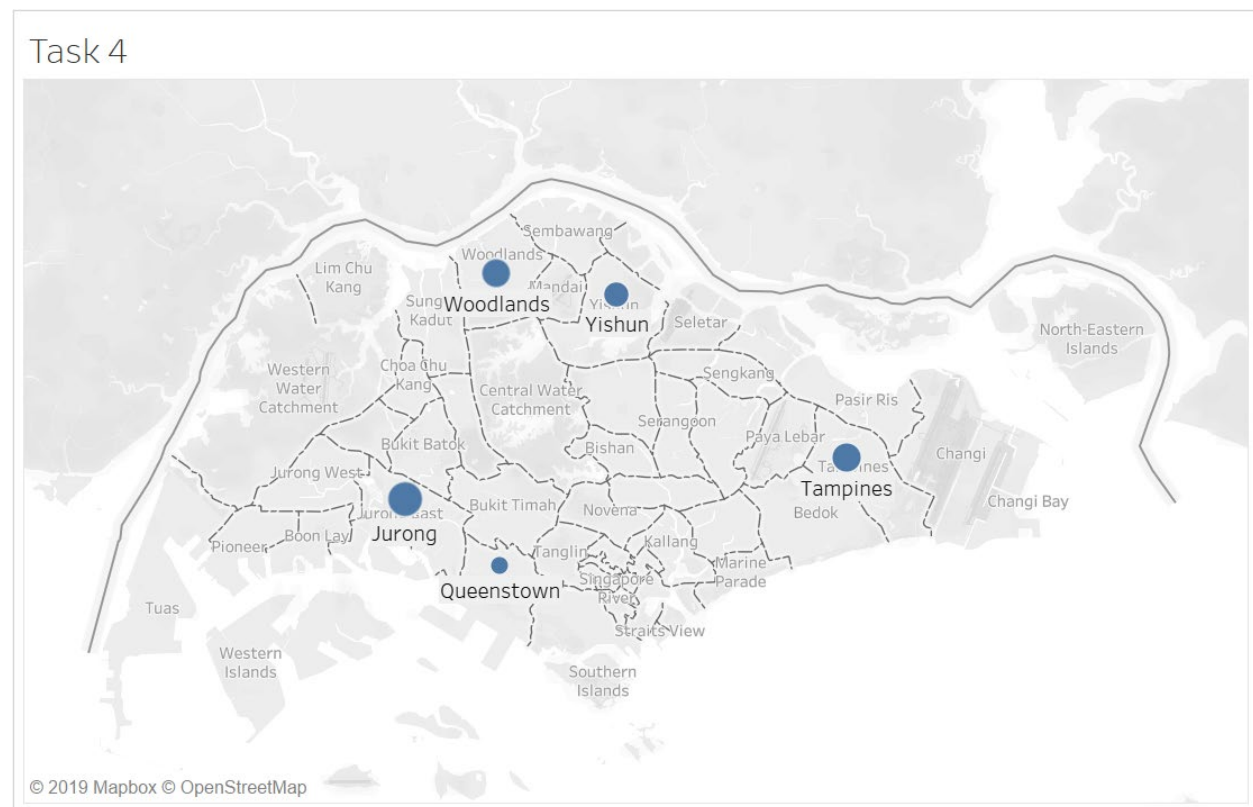 Task 4
Sembawang
Woodlands
Lim Chu
Kang
Mandai
Woodlands
Sung
Kadut
Yishun
Seletar
North-Eastern
Islands
Western
Water
Catchment
Choa Chu
Kang
Central Water
Catchment
Sengkang
Pasir Ris
Serangoon
Bukit Batok
Bishan
Paya Lebar
Changi
Jurong West
Tampines
Tampines
Bukit Timah
Novena
Bedok
Changi Bay
Jurong
Pioneer
Boon Lay
Kallang
Tanglin
Marine
Parade
Queenstown
Singapore
River
Tuas
Straits View
Western
Islands
Southern
Islands
© 2019 Mapbox © OpenStreetMap